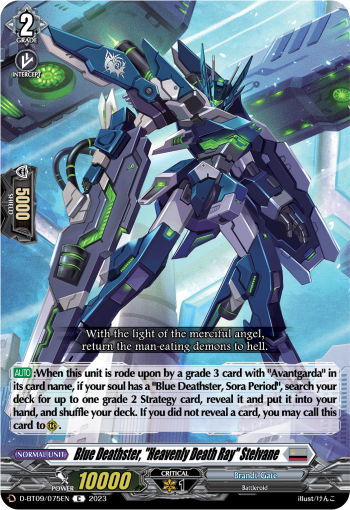 2
GRADE
INTERCEPT
5000
SHIELD
With the light of the merciful angel,
return the man-eating demons to hell.
AUTO:When this unit is rode upon by a grade 3 card with "Avantgarda" in
its card name, if your soul has a "Blue Deathster, Sora Period", search your
deck for up to one grade 2 Strategy card, reveal it and put it into your
hand, and shuffle your deck. If you did not reveal a card, you may call this
card to R.
NORMAL UNIT
Blue Deathster, "Heavenly Death Ray" Stelvane
POWER 10000
CRITICAL
1
Brandt Gate
Battleroid
D-BT09/075EN C 2023
illust/けんこ